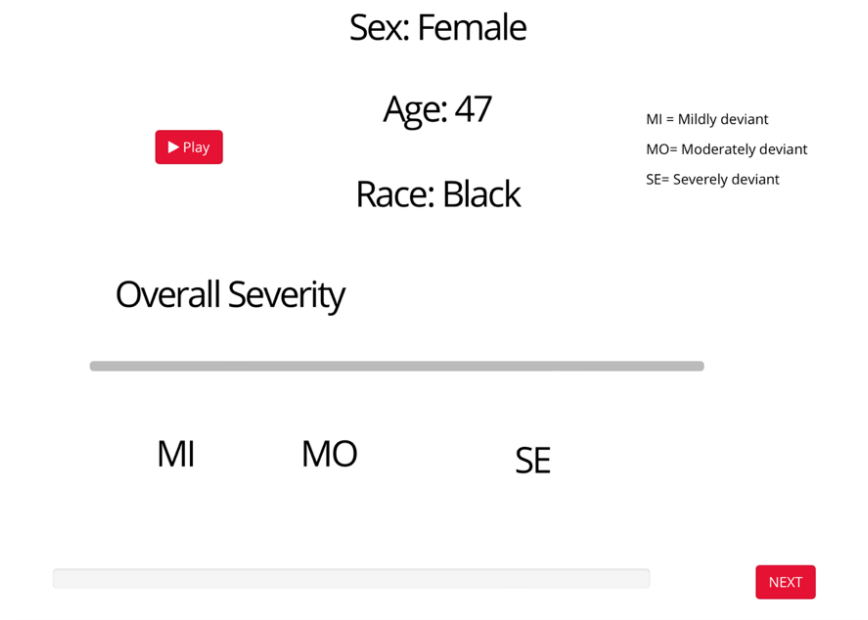 Sex: Female
Age: 47
MI = Mildly deviant
Play
MO= Moderately deviant
Race: Black
SE= Severely deviant
Overall Severity
MI MO SE
NEXT